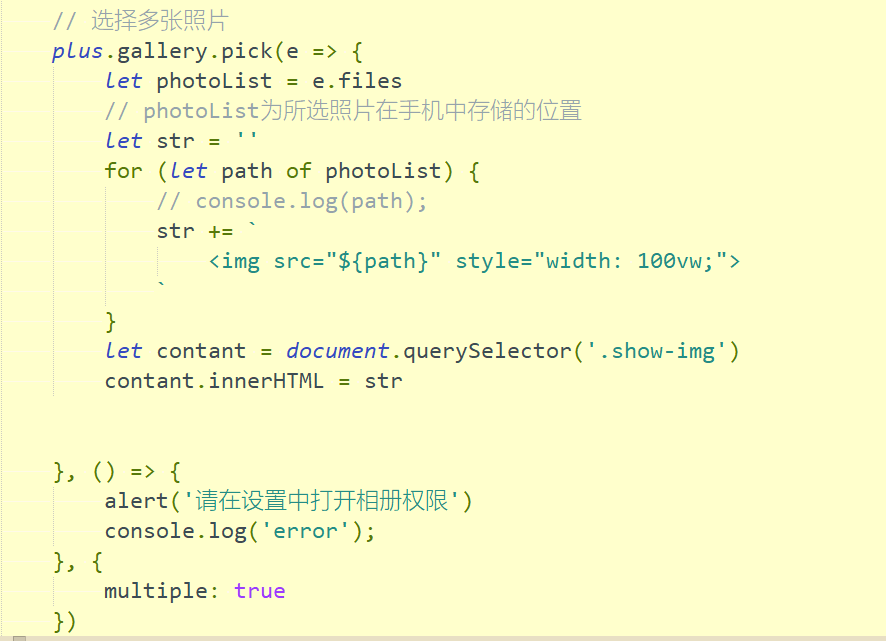 // 选择多张照片
plus.gallery.pick(e => {
    let photoList = e.files
    // photoList为所选照片在手机中存储的位置
    let str = ''
    for (let path of photoList) {
        // console.log(path);
        str += `
            <img src="${path}" style="width: 100vw;">
        `
    }
    let contant = document.querySelector('.show-img')
    contant.innerHTML = str
}, () => {
    alert('请在设置中打开相册权限')
    console.log('error');
}, {
    multiple: true
})